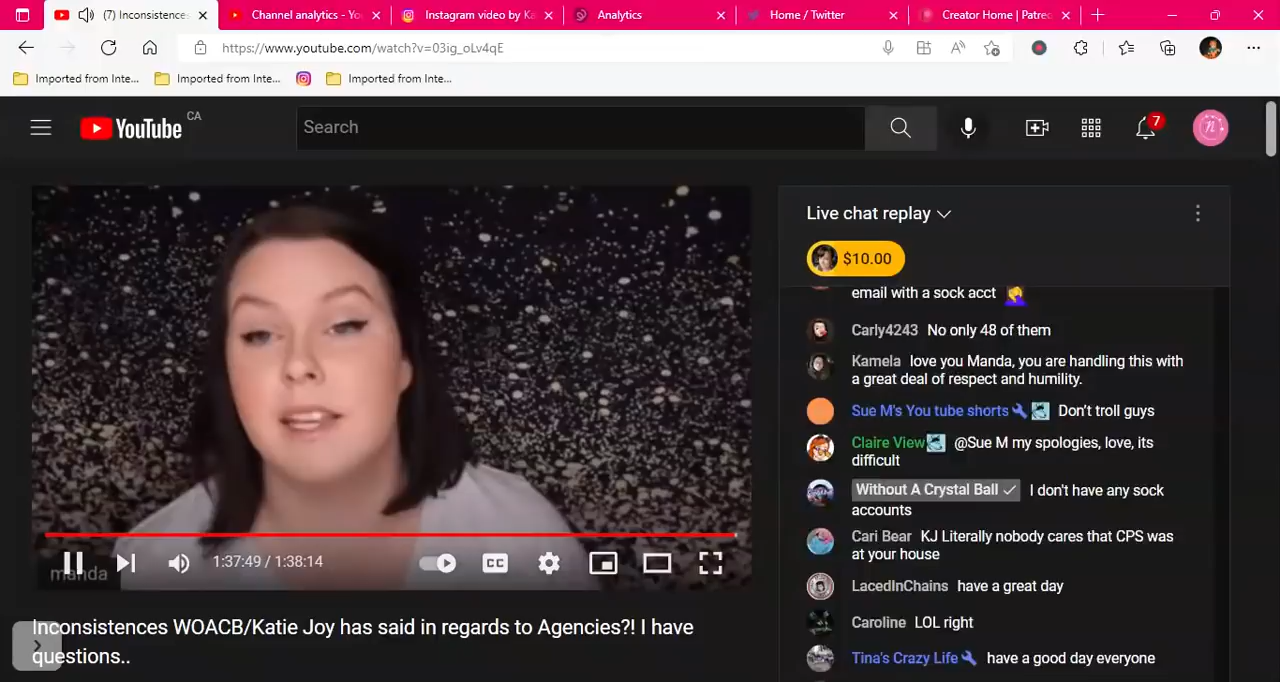 (7) Inconsistences
Channel analytics - Yo
Instagram video by Ka
Analytics
Home / Twitter
Creator Home | Patreo
https://www.youtube.com/watch?v=03ig_oLv4qE
Imported from Inte...
Imported from Inte...
Imported from Inte...
YouTube CA
Search
7
Live chat replay
$10.00
email with a sock acct
Carly4243 No only 48 of them
Kamela love you Manda, you are handling this with
a great deal of respect and humility.
Sue M's You tube shorts Don't troll guys
Claire View @Sue M my spologies, love, its
difficult
Without A Crystal Ball I don't have any sock
accounts
Cari Bear KJ Literally nobody cares that CPS was
at your house
LacedInChains have a great day
Caroline LOL right
Tina's Crazy Life have a good day everyone
1:37:49 / 1:38:14
CC
manda
Inconsistences WOACB/Katie Joy has said in regards to Agencies?! I have
questions..